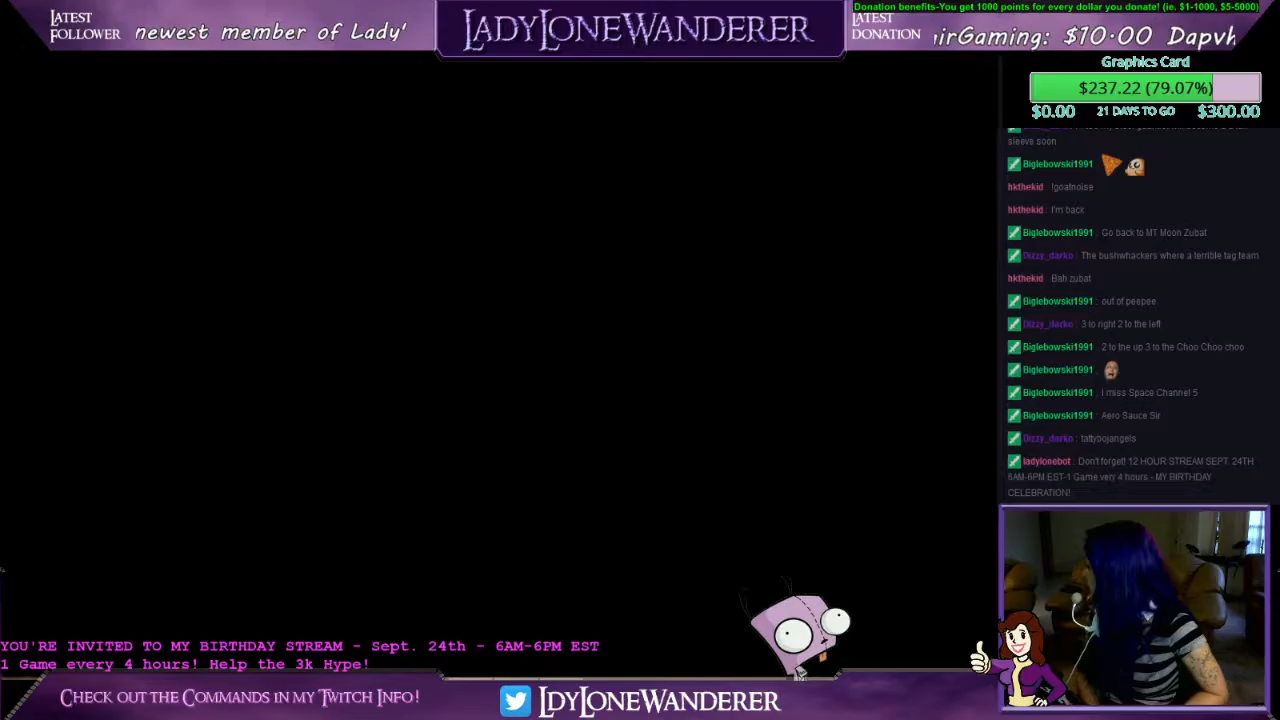 LATEST FOLLOWER
newest member of Lady'
LADYLONEWANDERER
Donation benefits-You get 1000 points for every dollar you donate! (ie. $1-1000, $5-5000)
LATEST DONATION
irGaming: $10.00 Dapvh
Graphics Card
$237.22 (79.07%)
$0.00 21 DAYS TO GO $300.00
sleeve soon
Biglebowski1991
hkthekid : !goatnoise
hkthekid : I'm back
Biglebowski1991 : Go back to MT Moon Zubat
Dizzy_darko : The bushwhackers where a terrible tag team
hkthekid : Bah zubat
Biglebowski1991 : out of peepee
Dizzy_darko : 3 to right 2 to the left
Biglebowski1991 : 2 to the up 3 to the Choo Choo choo
Biglebowski1991 :
Biglebowski1991 : I miss Space Channel 5
Biglebowski1991 : Aero Sauce Sir
Dizzy_darko : tattybojangels
ladylonebot : Don't forget! 12 HOUR STREAM SEPT. 24TH
6AM-6PM EST-1 Game very 4 hours - MY BIRTHDAY
CELEBRATION!
YOU'RE INVITED TO MY BIRTHDAY STREAM - Sept. 24th - 6AM-6PM EST
1 Game every 4 hours! Help the 3k Hype!
CHECK OUT THE COMMANDS IN MY TWITCH INFO!
LDYLONEWANDERER